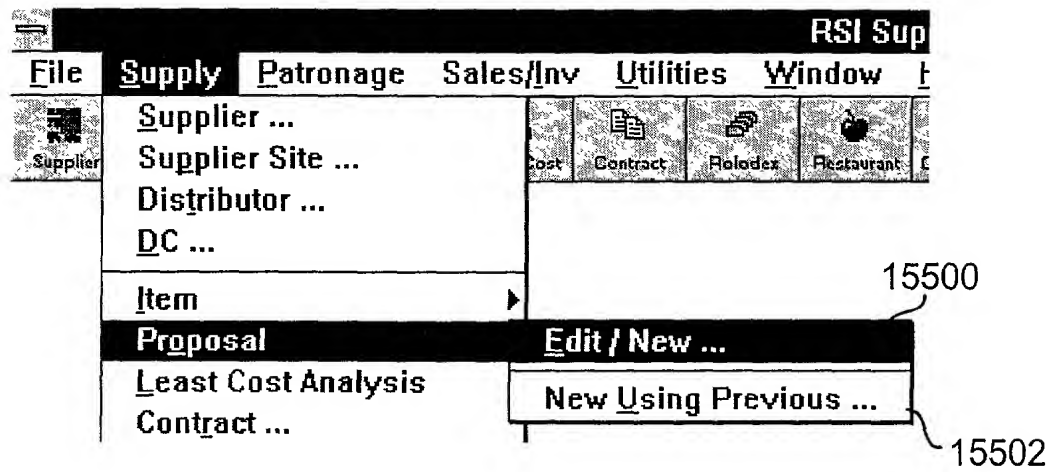 RSI Sup
File Supply Patronage Sales/Inv Utilities Window
Supplier ...
Supplier Site ...
Distributor ...
DC ...
Supplier Cost Contract Rolodex Restaurant
15500
Item
Proposal Edit / New ...
Least Cost Analysis New Using Previous ...
Contract ...
15502